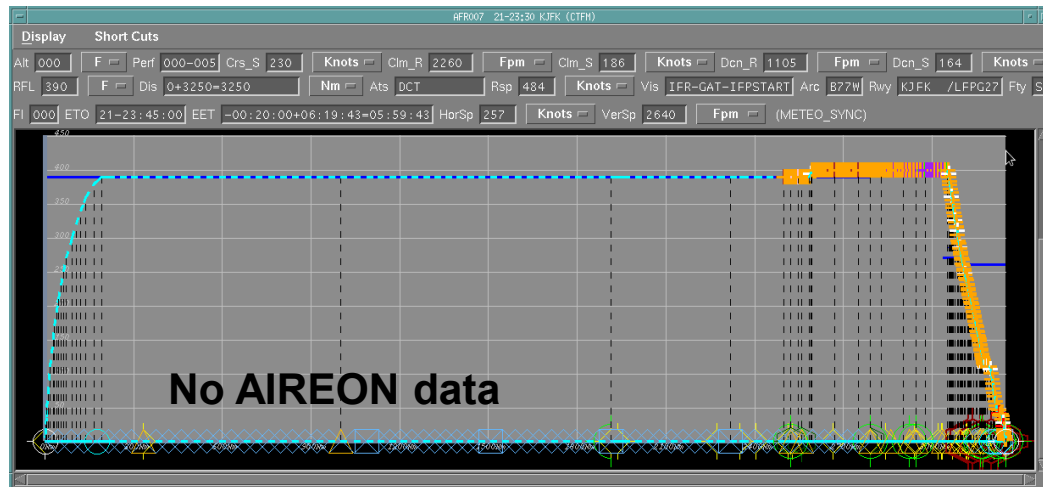 AFR007 21-23:30 KJFK (CTFM)
Display Short Cuts
Alt 000 F Perf 000-005 Crs_S 230 Knots Clm_R 2260 Fpm Clm_S 186 Knots Dcn_R 1105 Fpm Dcn_S 164 Knots
RFL 390 F Dis 0+3250=3250 Nm Ats DCT Rsp 484 Knots Vis IFR-GAT-IFPSTART Arc B77W Rwy KJFK /LFPG27 Fty S
Fl 000 ETO 21-23:45:00 EET -00:20:00+06:19:43=05:59:43 HorSp 257 Knots VerSp 2640 Fpm (METEO_SYNC)
450
400
350
300
No AIREON data